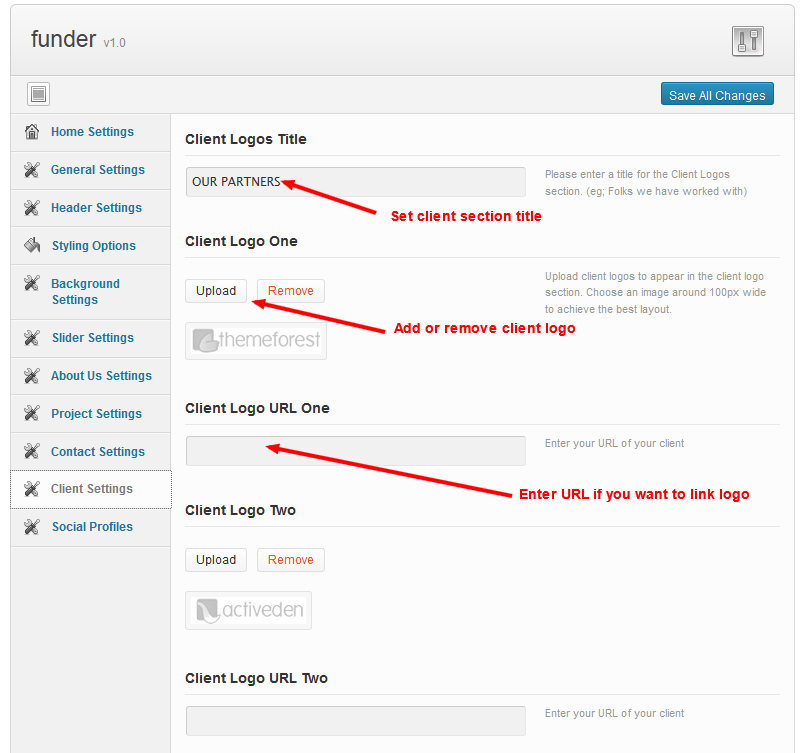 funder v1.0
Save All Changes
Home Settings
General Settings
Header Settings
Styling Options
Background
Settings
Slider Settings
About Us Settings
Project Settings
Contact Settings
Client Settings
Social Profiles
Client Logos Title
OUR PARTNERS
Please enter a title for the Client Logos
section. (eg; Folks we have worked with)
Set client section title
Client Logo One
Upload Remove
Upload client logos to appear in the client logo
section. Choose an image around 100px wide
to achieve the best layout.
Add or remove client logo
themeforest
Client Logo URL One
Enter your URL of your client
Enter URL if you want to link logo
Client Logo Two
Upload Remove
activeden
Client Logo URL Two
Enter your URL of your client